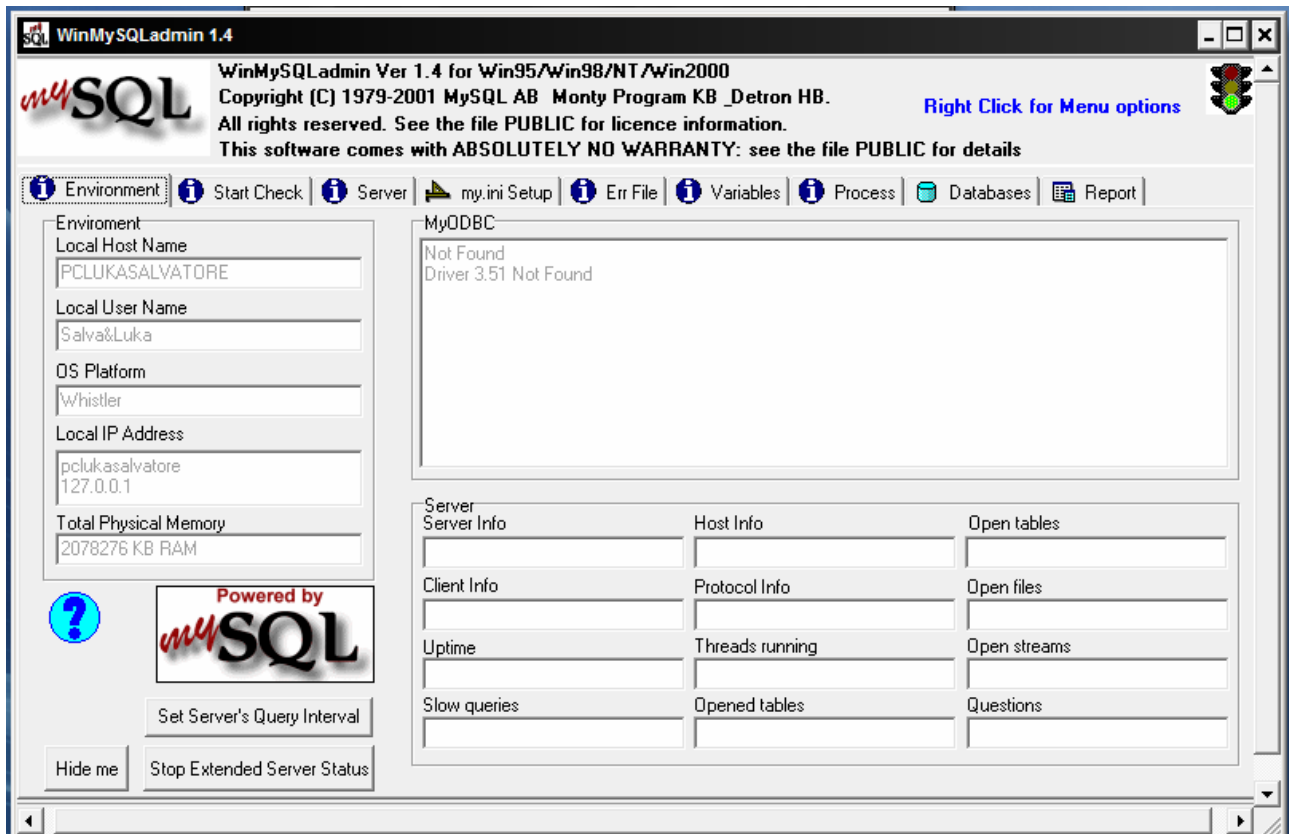 WinMySQLadmin 1.4
WinMySQLadmin Ver 1.4 for Win95/Win98/NT/Win2000
Copyright (C) 1979-2001 MySQL AB Monty Program KB _Detron HB.
All rights reserved. See the file PUBLIC for licence information.
This software comes with ABSOLUTELY NO WARRANTY: see the file PUBLIC for details
mySQL
Right Click for Menu options
Environment Start Check Server my.ini Setup Err File Variables Process Databases Report
Enviroment
Local Host Name
PCLUKASALVATORE
Local User Name
Salva&Luka
OS Platform
Whistler
Local IP Address
pclukasalvatore
127.0.0.1
Total Physical Memory
2078276 KB RAM
MyODBC
Not Found
Driver 3.51 Not Found
Server
Server Info Host Info Open tables
Client Info Protocol Info Open files
Uptime Threads running Open streams
Slow queries Opened tables Questions
?
Powered by
mySQL
Set Server's Query Interval
Hide me Stop Extended Server Status